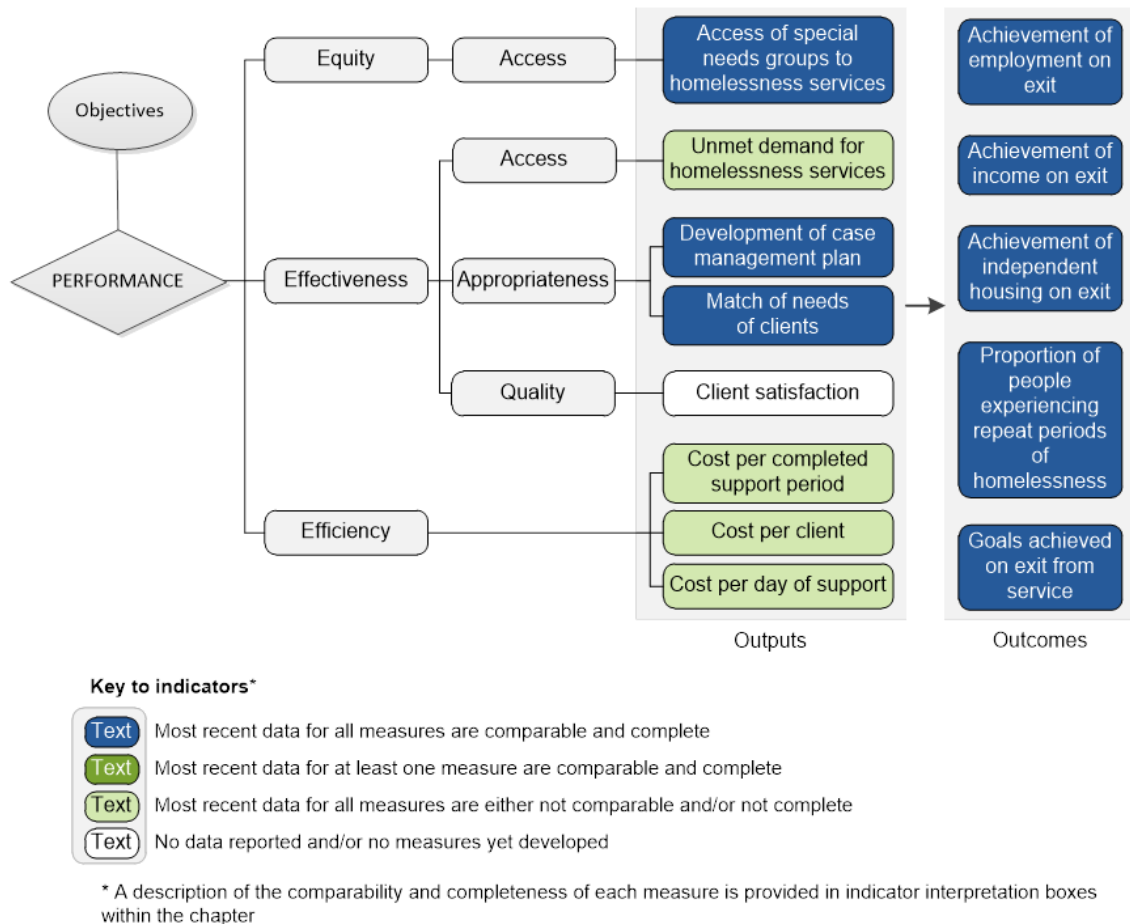 Objectives
PERFORMANCE
Equity
Access
Access of special
needs groups to
homelessness services
Effectiveness
Access
Unmet demand for
homelessness services
Appropriateness
Development of case
management plan
Match of needs
of clients
Quality
Client satisfaction
Efficiency
Cost per completed
support period
Cost per client
Cost per day of support
Outputs
Achievement of
employment on
exit
Achievement of
income on exit
Achievement of
independent
housing on exit
Proportion of
people
experiencing
repeat periods
of
homelessness
Goals achieved
on exit from
service
Outcomes
Key to indicators*
Text Most recent data for all measures are comparable and complete
Text Most recent data for at least one measure are comparable and complete
Text Most recent data for all measures are either not comparable and/or not complete
Text No data reported and/or no measures yet developed
* A description of the comparability and completeness of each measure is provided in indicator interpretation boxes
within the chapter